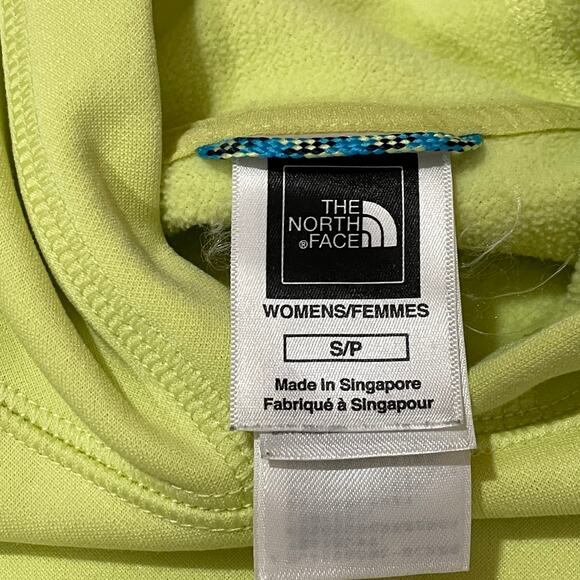 THE
NORTH
® FACE
WOMENS/FEMMES
S/P
Made in Singapore
Fabriqué à Singapour